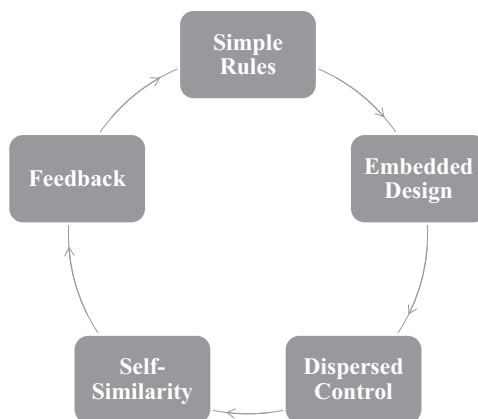 Simple
Rules
Embedded
Design
Dispersed
Control
Self-
Similarity
Feedback